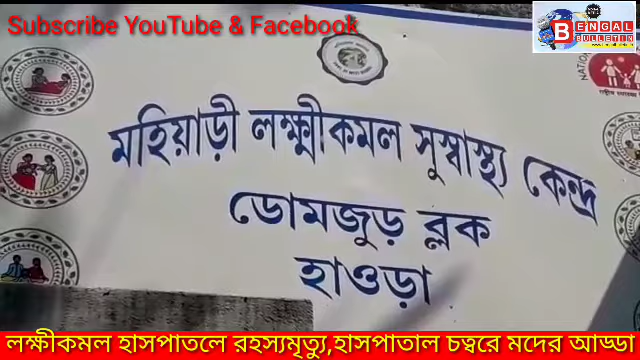 Subscribe YouTube & Facebook
BENGAL
BULLETIN
মহিয়াড়ী লক্ষ্মীকমল সুস্বাস্থ্য কেন্দ্র
ডোমজুড় ব্লক
হাওড়া
লক্ষীকমল হাসপাতলে রহস্যমৃত্যু,হাসপাতাল চত্বরে মদের আড্ডা